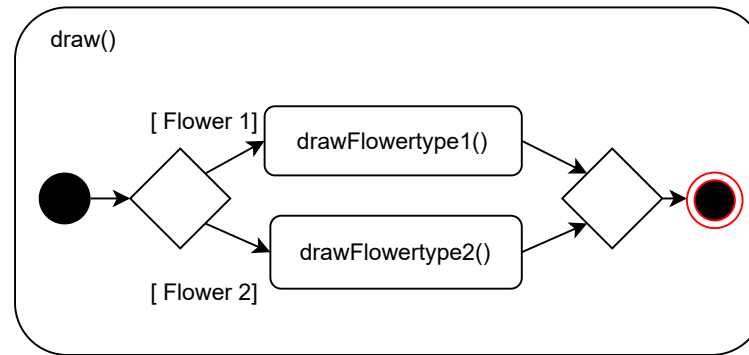 draw()
[ Flower 1]
drawFlowertype1()
drawFlowertype2()
[ Flower 2]